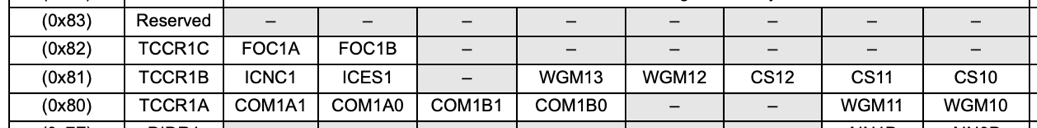 (0x83) Reserved – – – – – – – –
(0x82) TCCR1C FOC1A FOC1B – – – – – –
(0x81) TCCR1B ICNC1 ICES1 – WGM13 WGM12 CS12 CS11 CS10
(0x80) TCCR1A COM1A1 COM1A0 COM1B1 COM1B0 – – WGM11 WGM10